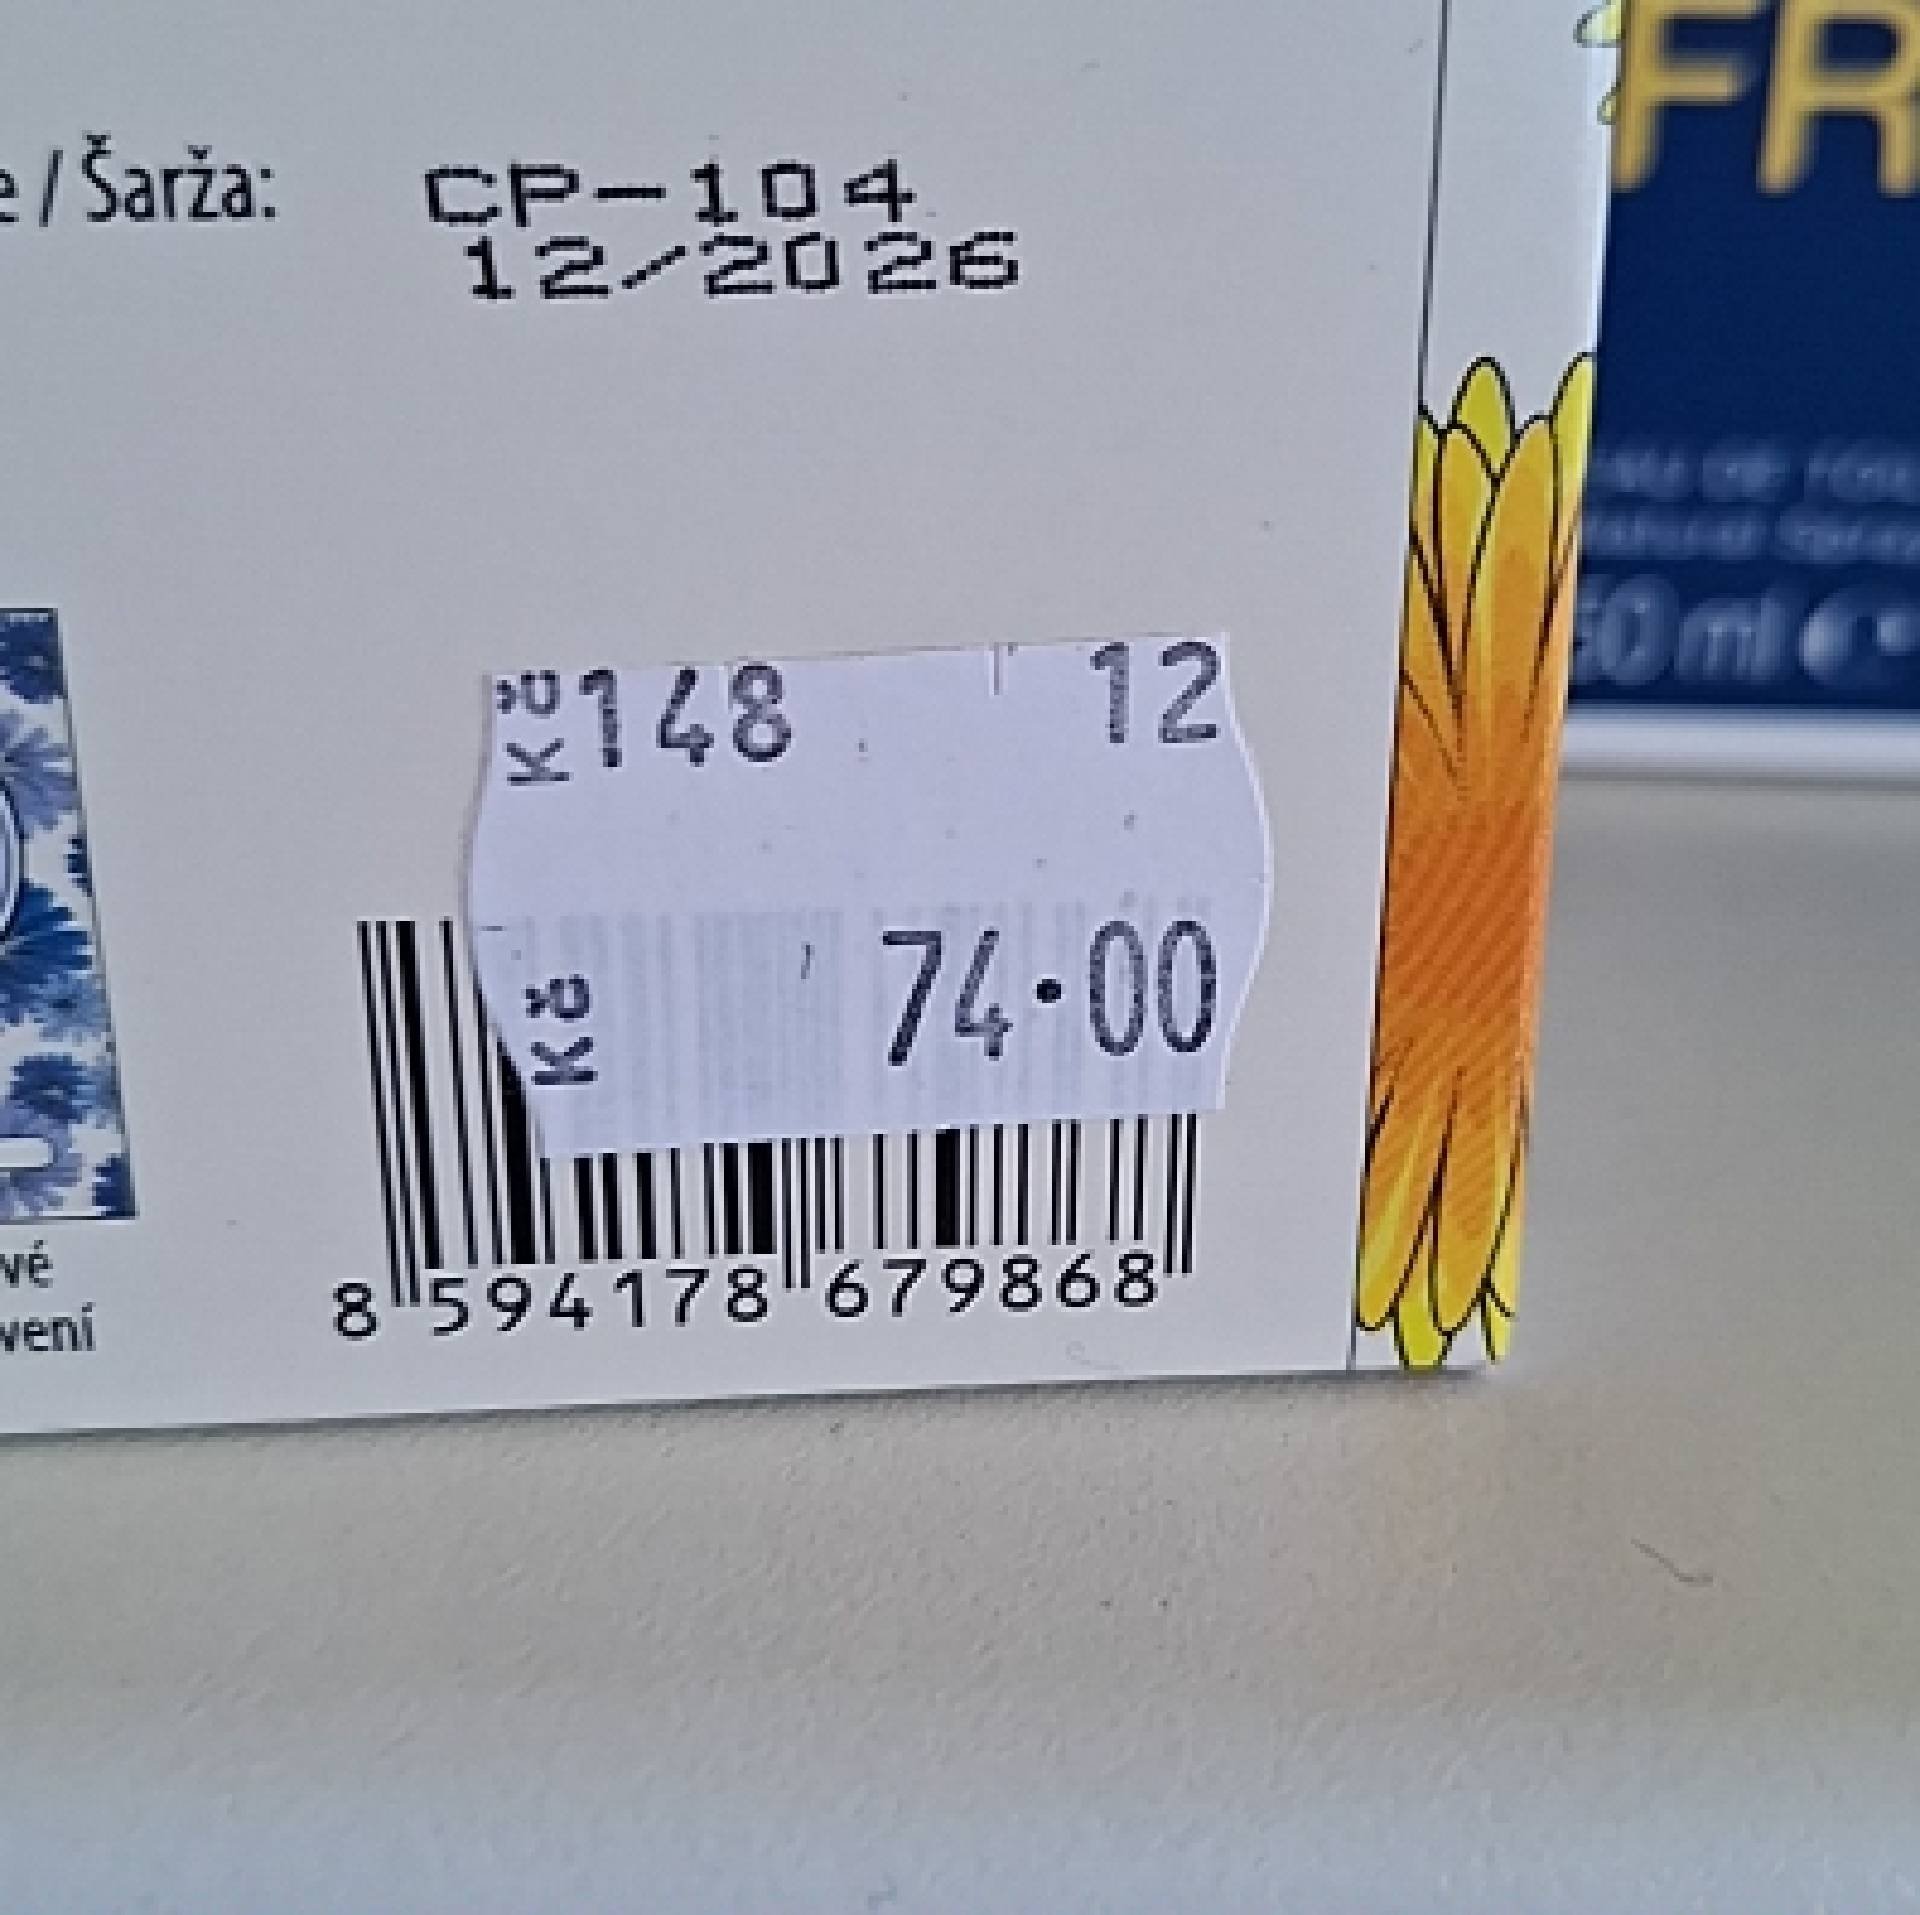 FR
e / Šarža: CP-104
12/2026
50 ml
Kč 148 12
Kč 74.00
8 594178 679868
vé
vení